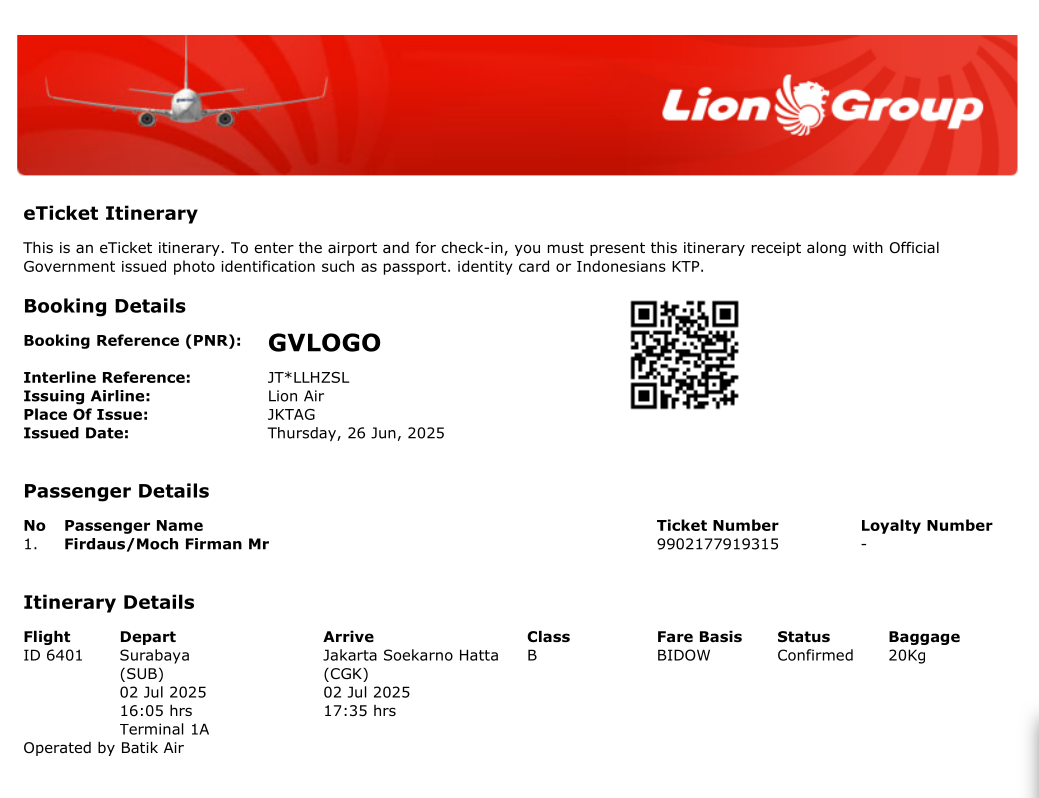 Lion Group
eTicket Itinerary
This is an eTicket itinerary. To enter the airport and for check-in, you must present this itinerary receipt along with Official
Government issued photo identification such as passport. identity card or Indonesians KTP.
Booking Details
Booking Reference (PNR): GVLOGO
Interline Reference: JT*LLHZSL
Issuing Airline: Lion Air
Place Of Issue: JKTAG
Issued Date: Thursday, 26 Jun, 2025
Passenger Details
No Passenger Name Ticket Number Loyalty Number
1. Firdaus/Moch Firman Mr 9902177919315 -
Itinerary Details
Flight Depart Arrive Class Fare Basis Status Baggage
ID 6401 Surabaya Jakarta Soekarno Hatta B BIDOW Confirmed 20Kg
(SUB) (CGK)
02 Jul 2025 02 Jul 2025
16:05 hrs 17:35 hrs
Terminal 1A
Operated by Batik Air